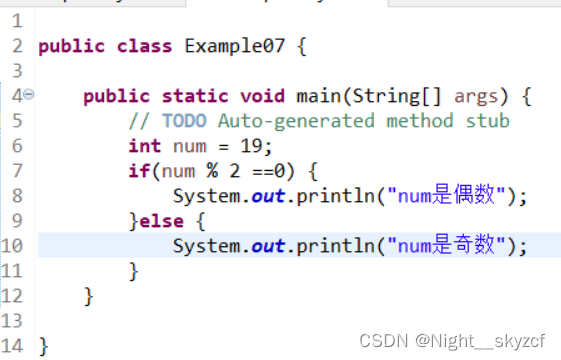 1
2 public class Example07 {
3
4 public static void main(String[] args) {
5 // TODO Auto-generated method stub
6 int num = 19;
7 if(num % 2 ==0) {
8 System.out.println("num是偶数");
9 }else {
10 System.out.println("num是奇数");
11 }
12 }
13
14 }
CSDN @Night__skyzcf